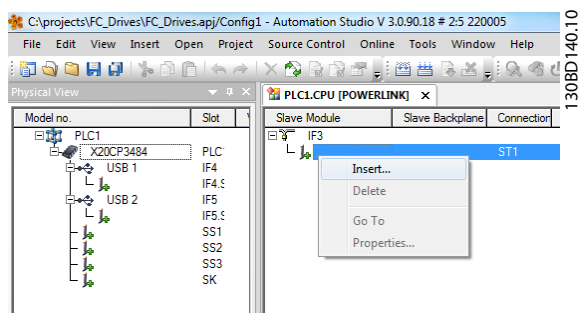 C:\projects\FC_Drives\FC_Drives.apj/Config1 - Automation Studio V 3.0.90.18 # 2:5 220005
File Edit View Insert Open Project Source Control Online Tools Window Help
Physical View
PLC1.CPU [POWERLINK] ×
Model no. Slot
Slave Module Slave Backplane Connection
PLC1
IF3
X20CP3484 PLC
ST1
USB 1 IF4
IF4.S
USB 2 IF5
IF5.S
SS1
SS2
SS3
SK
Insert...
Delete
Go To
Properties...
130BD140.10